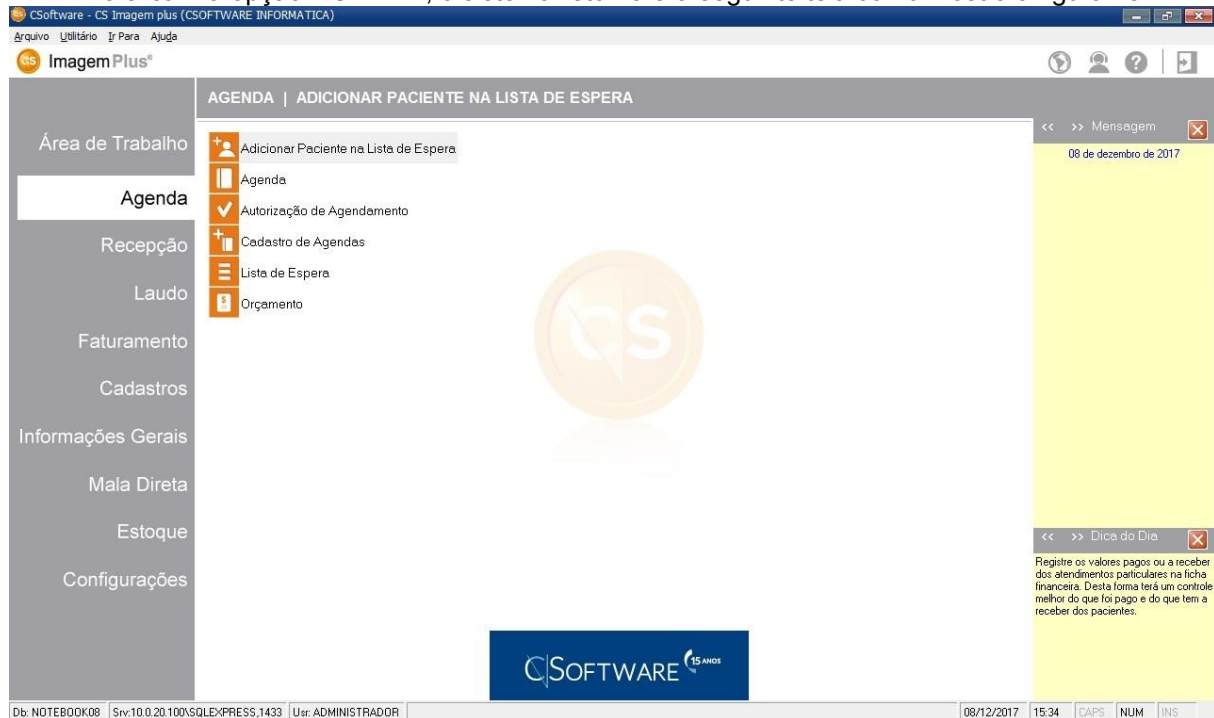 CSoftware - CS Imagem plus (CSOFTWARE INFORMATICA)
Arquivo Utilitário Ir Para Ajuda
CS ImagemPlus®
AGENDA | ADICIONAR PACIENTE NA LISTA DE ESPERA
Área de Trabalho
Agenda
Recepção
Laudo
Faturamento
Cadastros
Informações Gerais
Mala Direta
Estoque
Configurações
Adicionar Paciente na Lista de Espera
Agenda
Autorização de Agendamento
Cadastro de Agendas
Lista de Espera
Orçamento
CS
CSOFTWARE 15 ANOS
<< >> Mensagem
08 de dezembro de 2017
<< >> Dica do Dia
Registre os valores pagos ou a receber
dos atendimentos particulares na ficha
financeira. Desta forma terá um controle
melhor do que foi pago e do que tem a
receber dos pacientes.
Db: NOTEBOOK08 Srv:10.0.20.100\SQLEXPRESS,1433 Usr: ADMINISTRADOR 08/12/2017 15:34 CAPS NUM INS